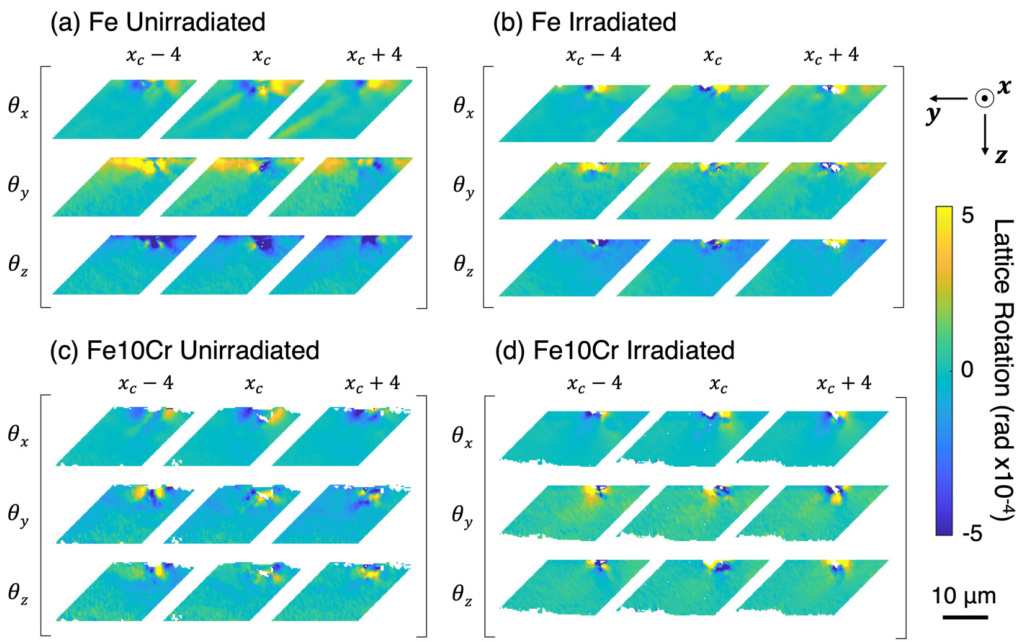 (a) Fe Unirradiated
x_c − 4 x_c x_c + 4
θ_x
θ_y
θ_z
(b) Fe Irradiated
x_c − 4 x_c x_c + 4
θ_x
θ_y
θ_z
x
y
z
(c) Fe10Cr Unirradiated
x_c − 4 x_c x_c + 4
θ_x
θ_y
θ_z
(d) Fe10Cr Irradiated
x_c − 4 x_c x_c + 4
θ_x
θ_y
θ_z
5
0
-5
Lattice Rotation (rad x10⁻⁴)
10 μm